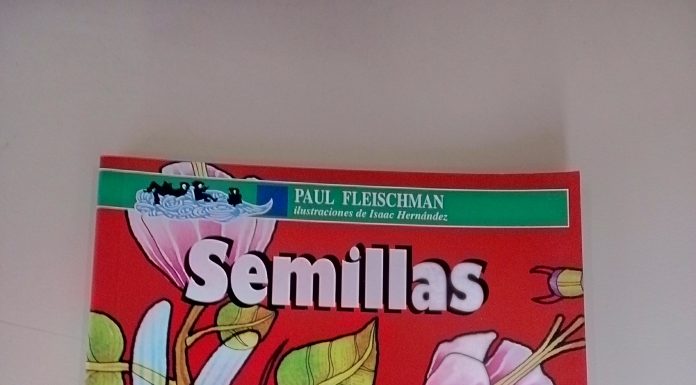 PAUL FLEISCHMAN
ilustraciones de Isaac Hernández
Semillas